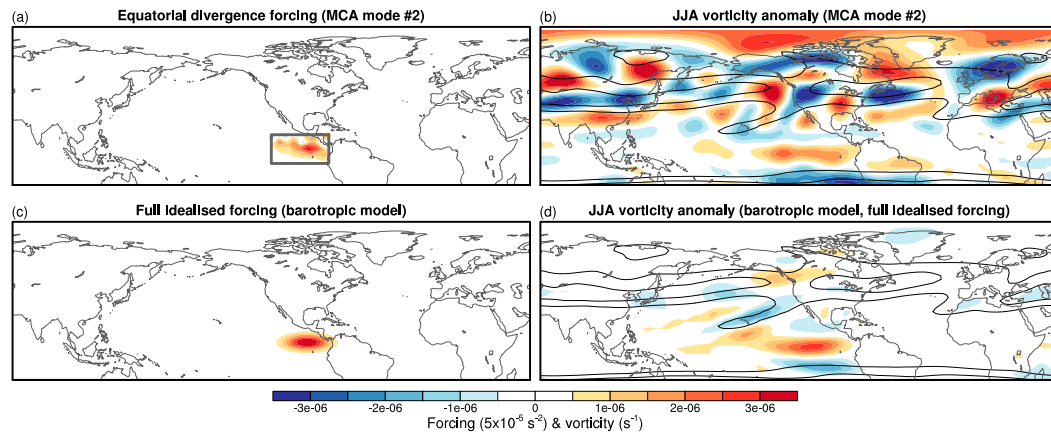 (a) Equatorial divergence forcing (MCA mode #2)
(b) JJA vorticity anomaly (MCA mode #2)
(c) Full idealised forcing (barotropic model)
(d) JJA vorticity anomaly (barotropic model, full idealised forcing)
-3e-06 -2e-06 -1e-06 0 1e-06 2e-06 3e-06
Forcing (5x10⁻⁵ s⁻²) & vorticity (s⁻¹)